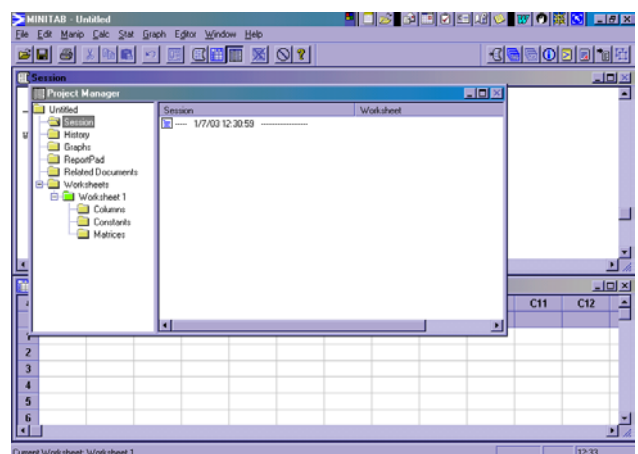 MINITAB - Untitled
File Edit Manip Calc Stat Graph Editor Window Help
Session
Project Manager
Untitled
Session
History
Graphs
ReportPad
Related Documents
Worksheets
Worksheet 1
Columns
Constants
Matrices
Session Worksheet
---- 1/7/03 12:30:59 ----------------
C11 C12
1
2
3
4
5
6
Current Worksheet: Worksheet 1 12:33